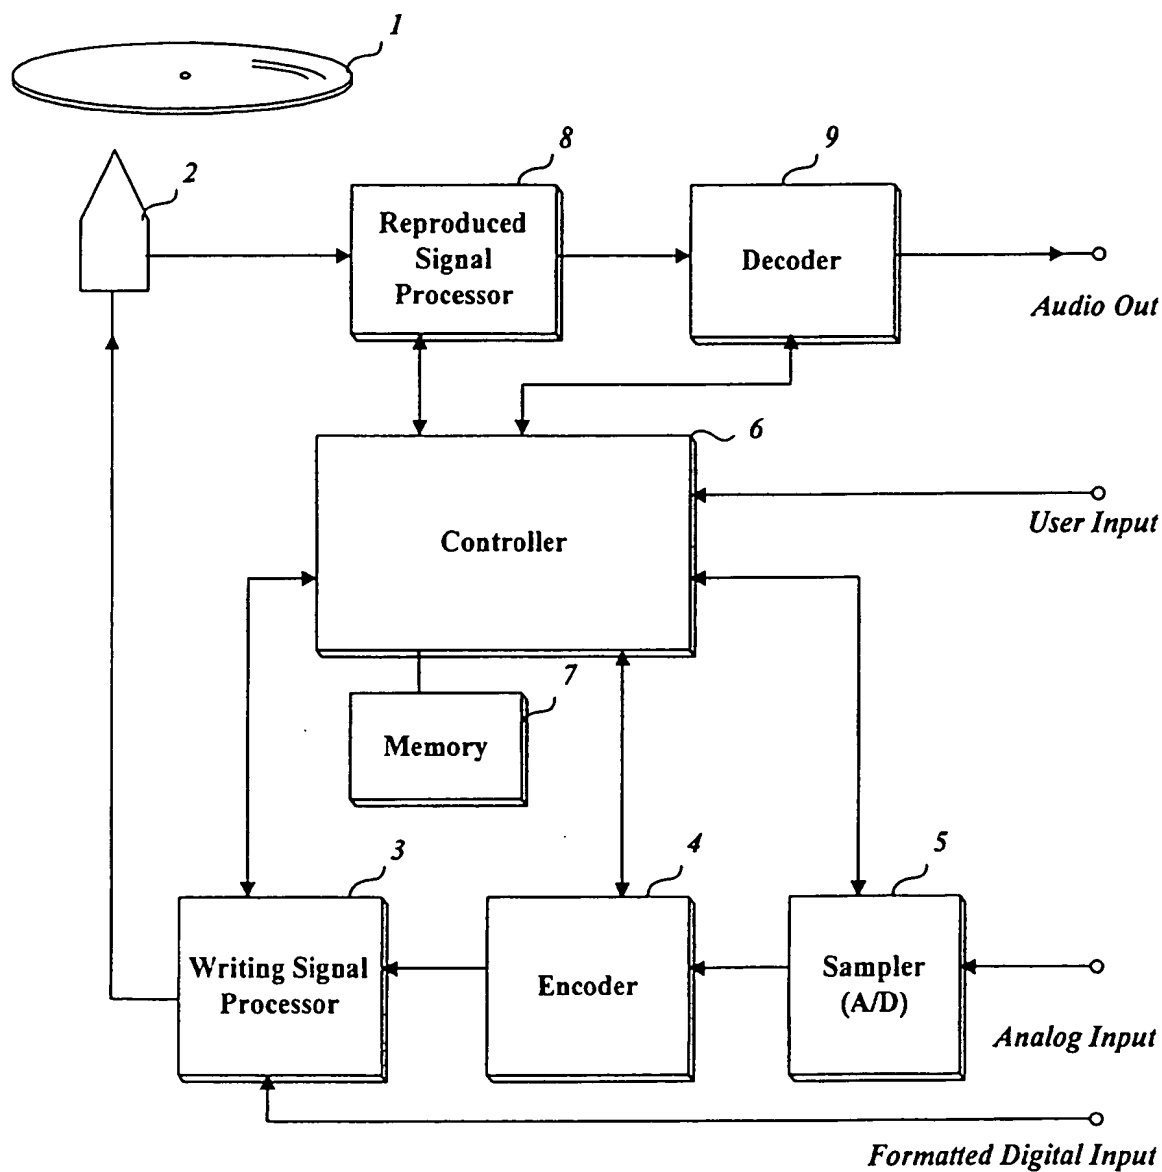 1
2
8
9
Reproduced
Signal
Processor
Decoder
Audio Out
6
User Input
Controller
7
Memory
3
4
5
Writing Signal
Processor
Encoder
Sampler
(A/D)
Analog Input
Formatted Digital Input